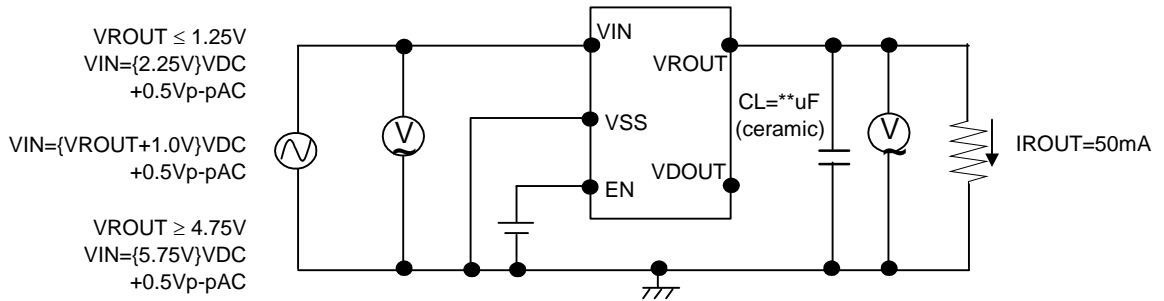 VROUT ≤ 1.25V
VIN={2.25V}VDC
+0.5Vp-pAC
VIN={VROUT+1.0V}VDC
+0.5Vp-pAC
VROUT ≥ 4.75V
VIN={5.75V}VDC
+0.5Vp-pAC
V
VIN
VROUT
VSS
VDOUT
EN
CL=**uF
(ceramic)
V
IROUT=50mA